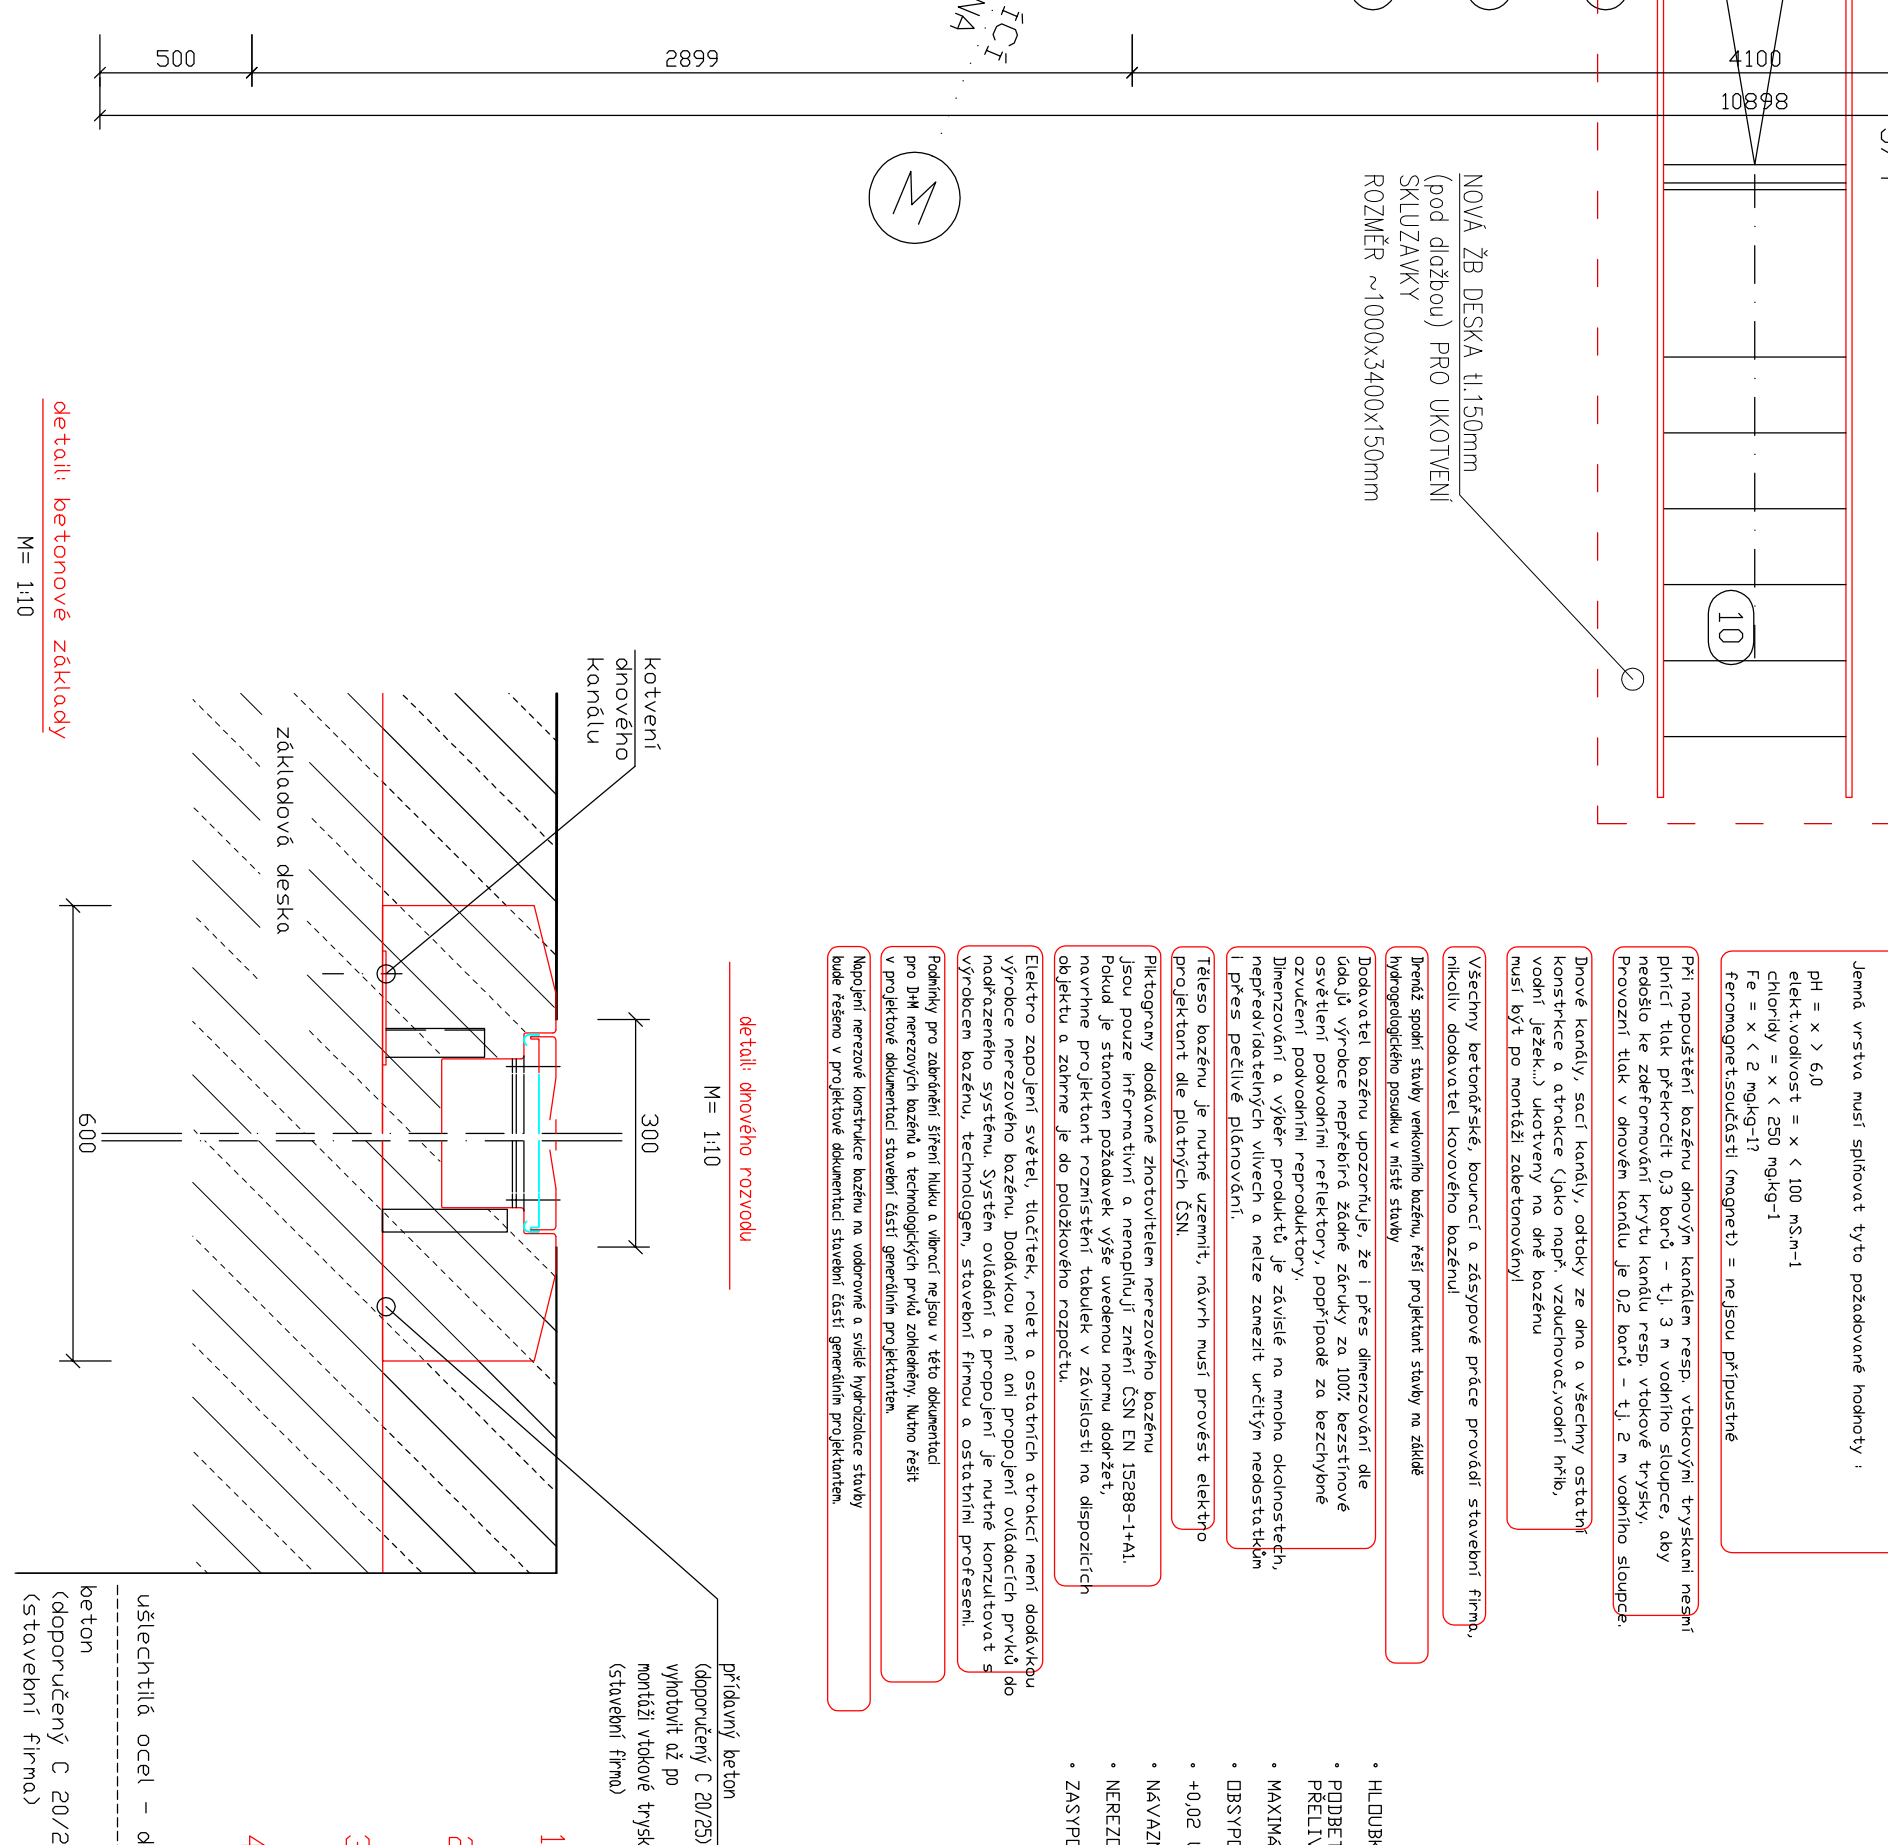 500
2899
4100
10898
M
NOVÁ ŽB DESKA tl.150mm
(pod dlažbou) PRO UKOTVENÍ
SKLUZAVKY
ROZMĚR ~1000x3400x150mm
10
Jemná vrstva musí splňovat tyto požadované hodnoty :
pH = x > 6,0
elekt.vodivost = x < 100 mS.m-1
chloridy = x < 250 mg.kg-1
Fe = x < 2 mg.kg-1?
feromagnet.součásti (magnet) = nejsou přípustné
Při napouštění bazénu dnovým kanálem resp. vtokovými tryskami nesmí
plnící tlak překročit 0,3 barů - t.j. 3 m vodního sloupce, aby
nedošlo ke zdeformování krytu kanálu resp. vtokové trysky.
Provozní tlak v dnovém kanálu je 0,2 barů - t.j. 2 m vodního sloupce.
Dnové kanály, sací kanály, odtoky ze dna a všechny ostatní
konstrkce a atrakce (jako např. vzduchovač,vodní hřib,
vodní ježek...) ukotveny na dně bazénu
musí být po montáži zabetonovány!
Všechny betonářské, bourací a zásypové práce provádí stavební firma,
nikoliv dodavatel kovového bazénu!
Drenáž spodní stavby venkovního bazénu, řeší projektant stavby na základě
hydrogeologického posudku v místě stavby
Dodavatel bazénu upozorňuje, že i přes dimenzování dle
údajů výrobce nepřebírá žádné záruky za 100% bezstínové
osvětlení podvodními reflektory, popřípadě za bezchybné
ozvučení podvodními reproduktory.
Dimenzování a výběr produktů je závislé na mnoha okolnostech,
nepředvídatelných vlivech a nelze zamezit určitým nedostatkům
i přes pečlivé plánování.
Těleso bazénu je nutné uzemnit, návrh musí provést elektro
projektant dle platných ČSN.
Piktogramy dodávané zhotovitelem nerezového bazénu
jsou pouze informativní a nenaplňují znění ČSN EN 15288-1+A1.
Pokud je stanoven požadavek výše uvedenou normu dodržet,
navrhne projektant rozmístění tabulek v závislosti na dispozicích
objektu a zahrne je do položkového rozpočtu.
Elektro zapojení světel, tlačítek, rolet a ostatních atrakcí není dodávkou
výrobce nerezového bazénu. Dodávkou není ani propojení ovládacích prvků do
nadřazeného systému. Systém ovládání a propojení je nutné konzultovat s
výrobcem bazénu, technologem, stavební firmou a ostatními profesemi.
Podmínky pro zabránění šíření hluku a vibrací nejsou v této dokumentaci
pro D+M nerezových bazénů a technologických prvků zohledněny. Nutno řešit
v projektové dokumentaci stavební částí generálním projektantem.
Napojení nerezové konstrukce bazénu na vodorovné a svislé hydroizolace stavby
bude řešeno v projektové dokumentaci stavební částí generálním projektantem.
detail: dnového rozvodu
M= 1:10
kotvení
dnového
kanálu
300
základová deska
600
detail: betonové základy
M= 1:10
přídavný beton
(doporučený C 20/25)
vyhotovit až po
montáži vtokové trysk
(stavební firma)
ušlechtilá ocel - d
beton
(doporučený C 20/2
(stavební firma)
HLOUBK
PODBET
PŘELIV
MAXIMÁ
OBSYPO
+0,02
NÁVAZN
NEREZO
ZASYPO
1
2
3
4